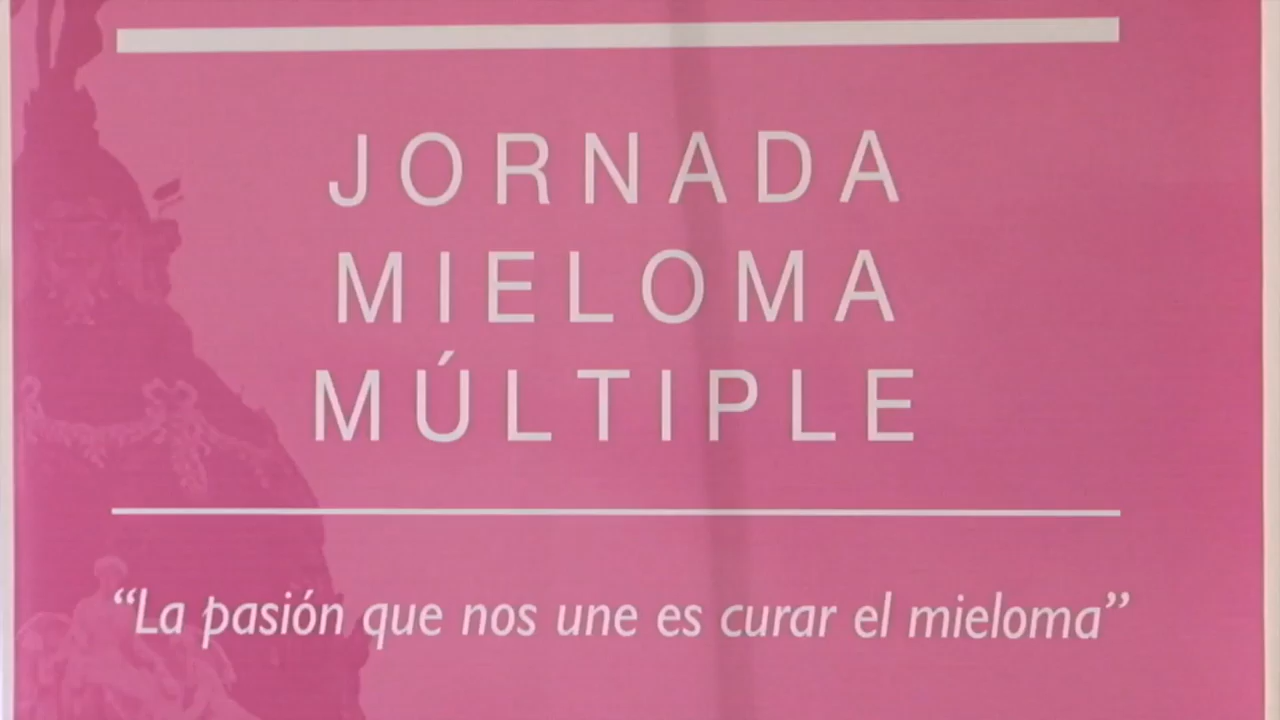 JORNADA
MIELOMA
MÚLTIPLE
“La pasión que nos une es curar el mieloma”